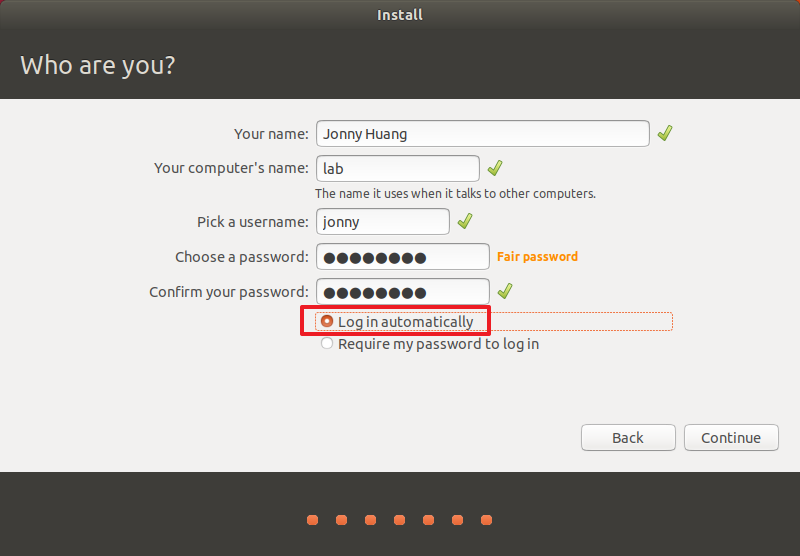 Install
Who are you?
Your name: Jonny Huang
Your computer's name: lab
The name it uses when it talks to other computers.
Pick a username: jonny
Choose a password: ●●●●●●●● Fair password
Confirm your password: ●●●●●●●●
Log in automatically
Require my password to log in
Back Continue